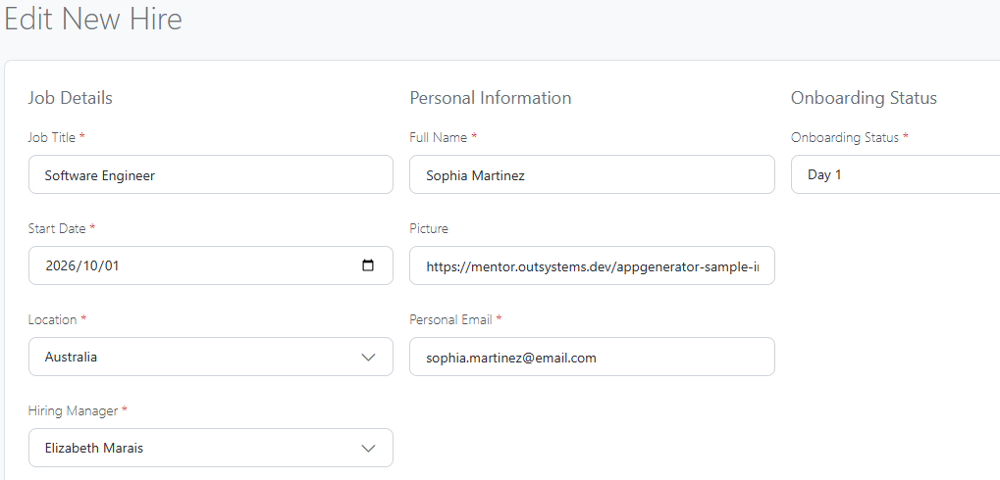 Edit New Hire
Job Details
Job Title *
Software Engineer
Start Date *
2026/10/01
Location *
Australia
Hiring Manager *
Elizabeth Marais
Personal Information
Full Name *
Sophia Martinez
Picture
https://mentor.outsystems.dev/appgenerator-sample-i
Personal Email *
sophia.martinez@email.com
Onboarding Status
Onboarding Status *
Day 1